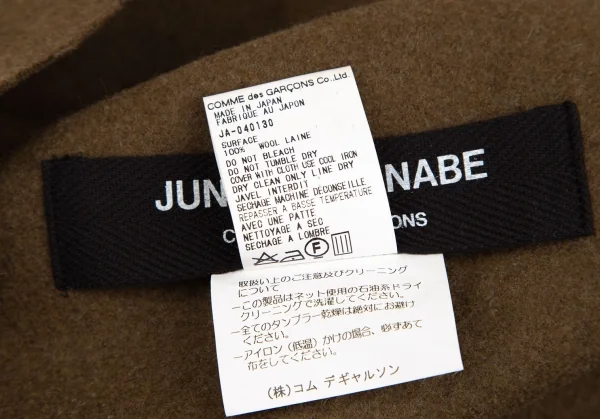 COMME des GARÇONS Co.,Ltd.
MADE IN JAPAN
FABRIQUE AU JAPON
JA-040130
SURFACE
100% WOOL LAINE
DO NOT BLEACH
DO NOT TUMBLE DRY
COVER WITH CLOTH USE COOL IRON
DRY CLEAN ONLY LINE DRY
JAVEL INTERDIT
SECHAGE MACHINE DÉCONSEILLE
REPASSER A BASSE TEMPERATURE
AVEC UNE PATTE
NETTOYAGE A SEC
SECHAGE A LOMBRE
F
JUN NABE
C ONS
取扱い上のご注意及びクリーニング
について
―この製品はネット使用の石油系ドライ
クリーニングで洗濯してください。
―全てのタンブラー乾燥は絶対にお避け
ください。
―アイロン(低温)かけの場合、必ずあて
布をしてください。
(株)コム デギャルソン